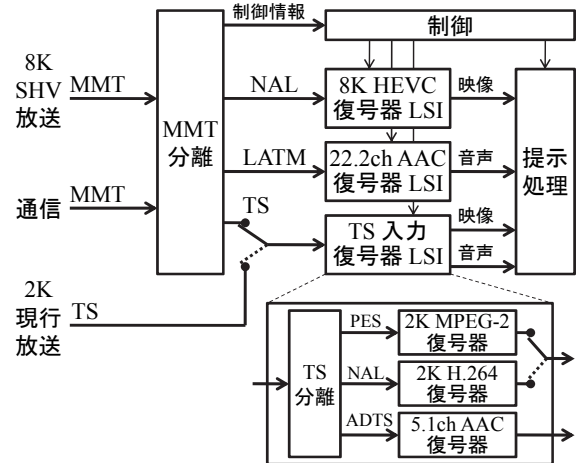 制御情報
制御
8K
SHV
放送
MMT
MMT
分離
NAL
8K HEVC
復号器 LSI
映像
提示
処理
LATM
22.2ch AAC
復号器 LSI
音声
通信
MMT
TS
TS 入力
復号器 LSI
映像
音声
2K
現行
放送
TS
TS
分離
PES
2K MPEG-2
復号器
NAL
2K H.264
復号器
ADTS
5.1ch AAC
復号器